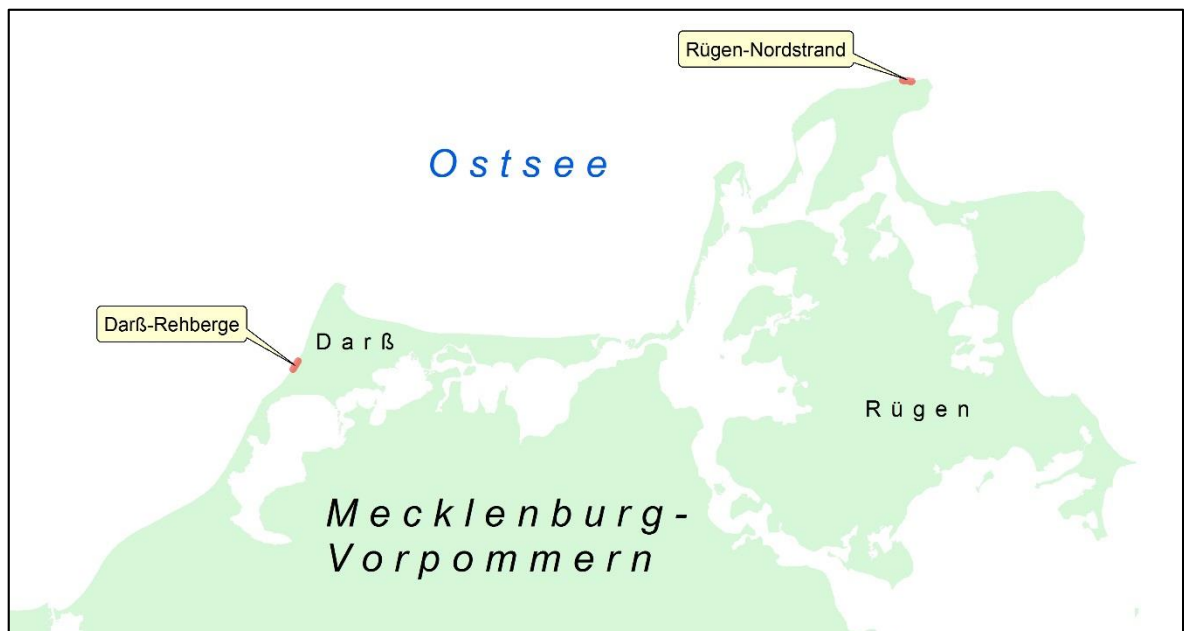 Rügen-Nordstrand
Ostsee
Darß-Rehberge
Darß
Rügen
Mecklenburg-
Vorpommern